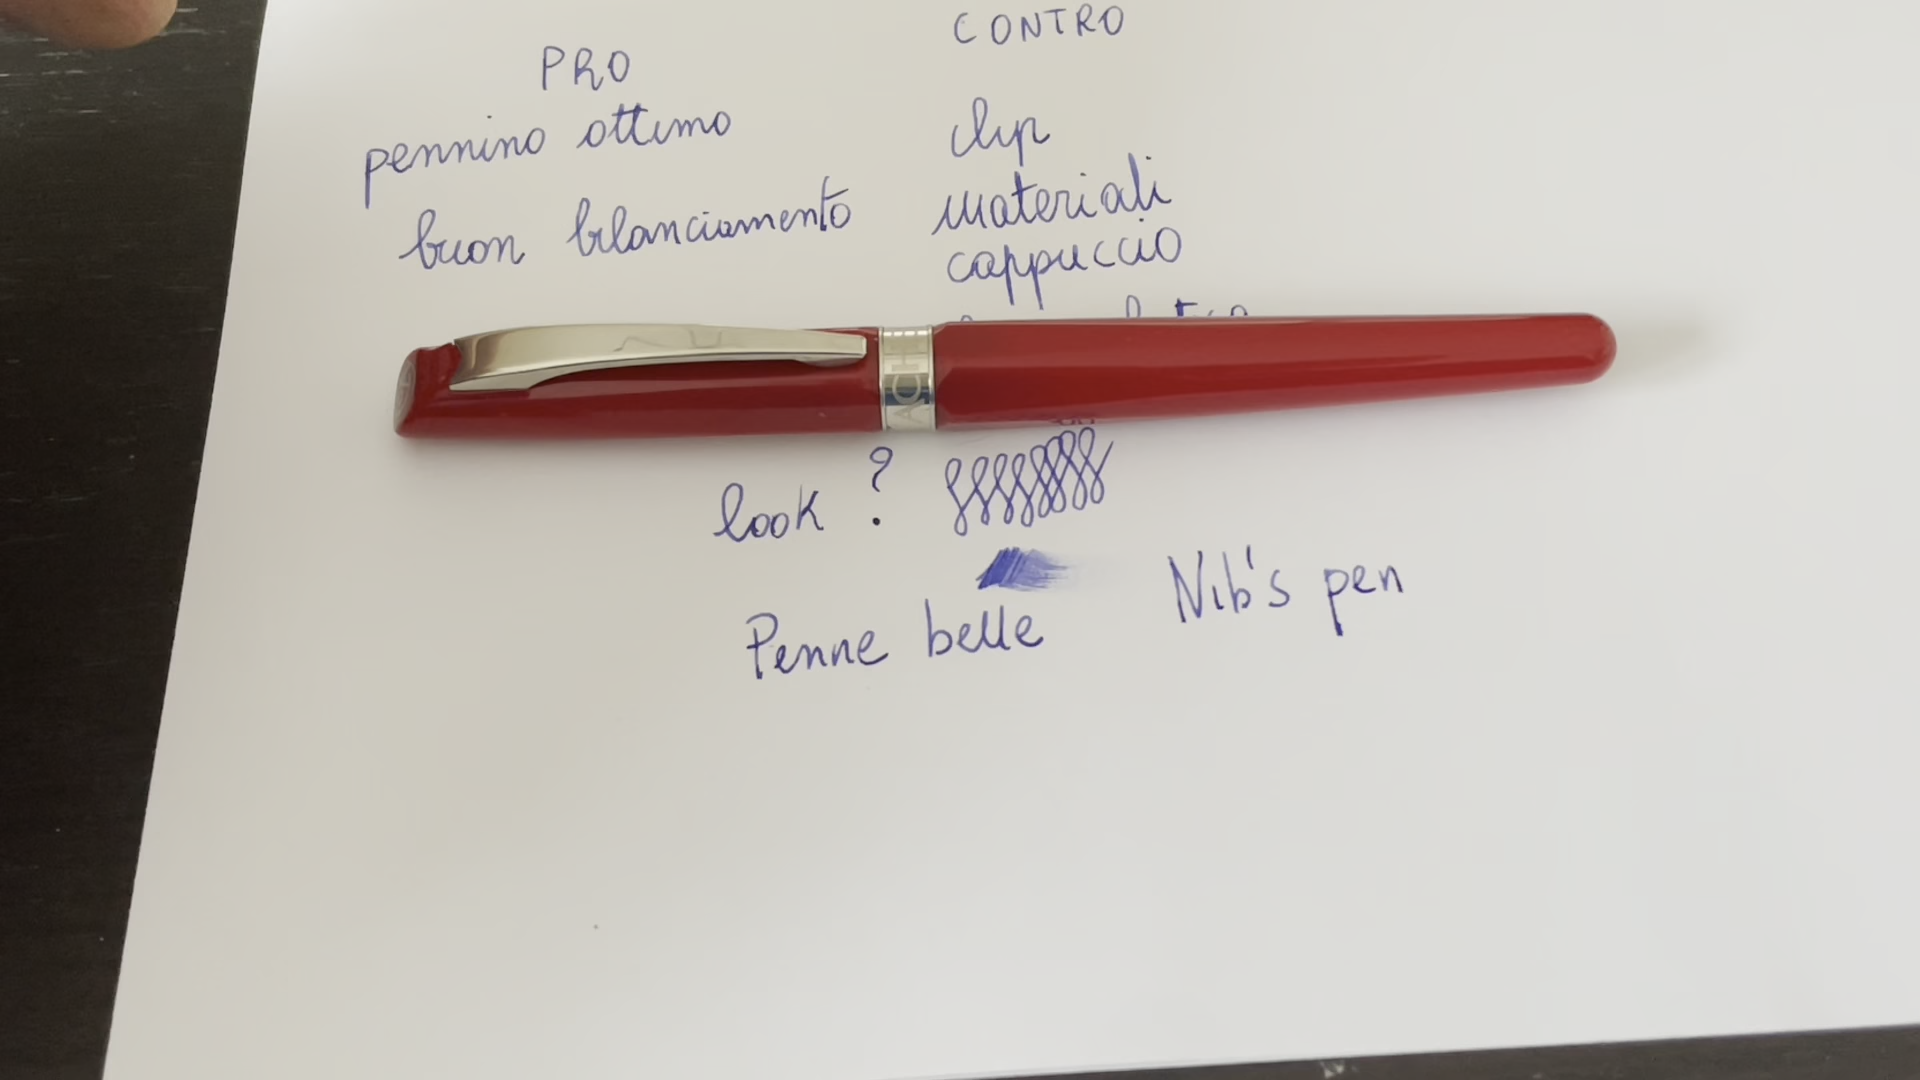 PRO
pennino ottimo
buon bilanciamento
CONTRO
clip
materiali
cappuccio
look ?
Penne belle
Nib's pen